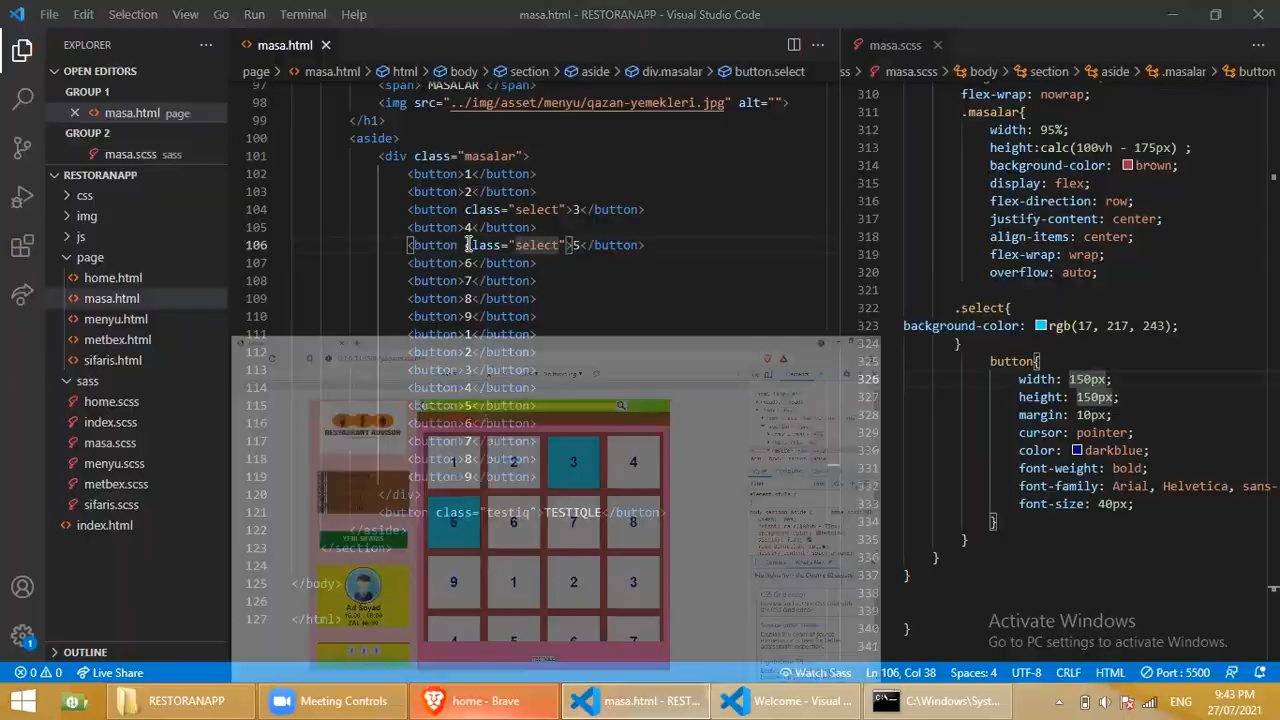 File Edit Selection View Go Run Terminal Help
masa.html - RESTORANAPP - Visual Studio Code
EXPLORER
OPEN EDITORS
GROUP 1
masa.html page
GROUP 2
masa.scss sass
RESTORANAPP
css
img
js
page
home.html
masa.html
menyu.html
metbex.html
sifaris.html
sass
home.scss
index.scss
masa.scss
menyu.scss
metbex.scss
sifaris.scss
index.html
OUTLINE
masa.html
page > masa.html > html > body > section > aside > div.masalar > button.select
97 <span> MASALAR </span>
98 <img src="../img/asset/menyu/qazan-yemekleri.jpg" alt="">
99 </h1>
100 <aside>
101 <div class="masalar">
102 <button>1</button>
103 <button>2</button>
104 <button class="select">3</button>
105 <button>4</button>
106 <button class="select">5</button>
107 <button>6</button>
108 <button>7</button>
109 <button>8</button>
110 <button>9</button>
111 <button>1</button>
112 <button>2</button>
113 <button>3</button>
114 <button>4</button>
115 <button>5</button>
116 <button>6</button>
117 <button>7</button>
118 <button>8</button>
119 <button>9</button>
120 </div>
121 <button class="testiq">TESTIQLE</button>
122 </aside>
123 </section>
124
125 </body>
126
127 </html>
RESTAURANT ADVISOR
YENI SIFARIS
Ad Soyad
1 2 3 4
5 6 7 8
9 1 2 3
4 5 6 7
masa.scss
ss > masa.scss > body > section > aside > .masalar > button
310 flex-wrap: nowrap;
311 .masalar{
312 width: 95%;
313 height:calc(100vh - 175px) ;
314 background-color: brown;
315 display: flex;
316 flex-direction: row;
317 justify-content: center;
318 align-items: center;
319 flex-wrap: wrap;
320 overflow: auto;
321
322 .select{
323 background-color: rgb(17, 217, 243);
324 }
325 button{
326 width: 150px;
327 height: 150px;
328 margin: 10px;
329 cursor: pointer;
330 color: darkblue;
331 font-weight: bold;
332 font-family: Arial, Helvetica, sans-
333 font-size: 40px;
334 }
335 }
336 }
337 }
338
339
340 }
Activate Windows
Go to PC settings to activate Windows.
0 0 Live Share
Watch Sass Ln 106, Col 38 Spaces: 4 UTF-8 CRLF HTML Port : 5500
RESTORANAPP
Meeting Controls
home - Brave
masa.html - REST...
Welcome - Visual ...
C:\Windows\Syst...
9:43 PM
27/07/2021